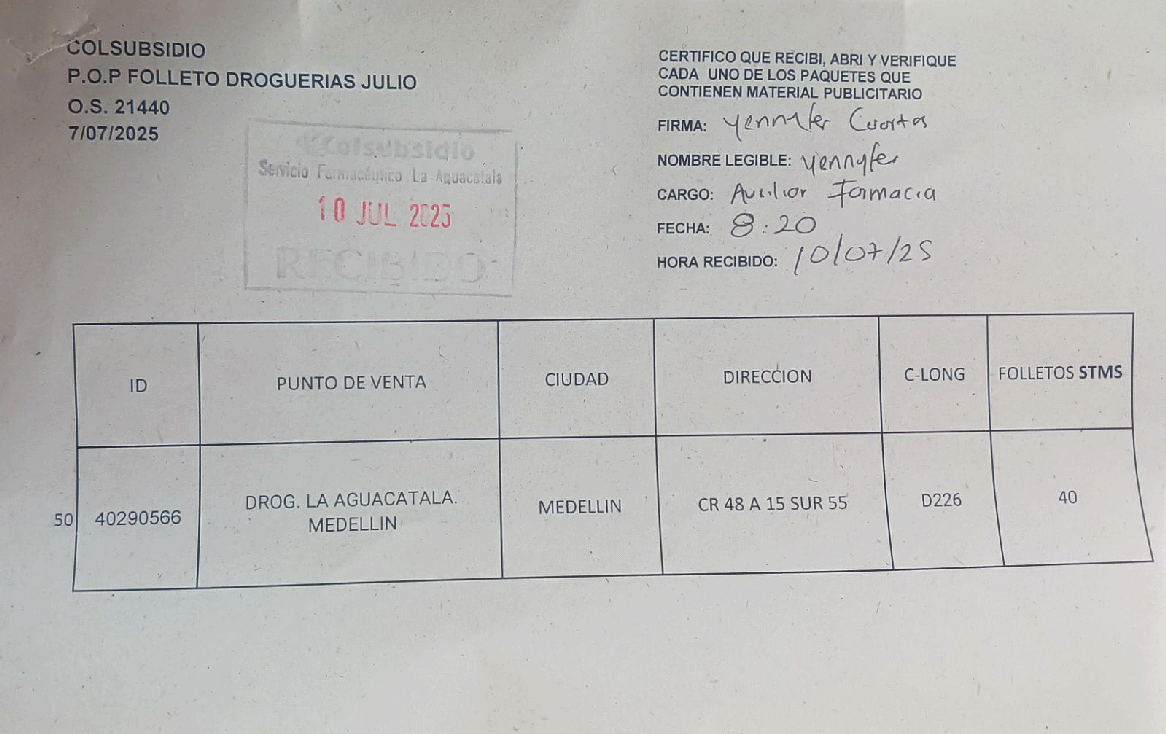 COLSUBSIDIO
P.O.P FOLLETO DROGUERIAS JULIO
O.S. 21440
7/07/2025
Colsubsidio
Servicio Farmacéutico La Aguacatala
10 JUL 2025
RECIBIDO
CERTIFICO QUE RECIBI, ABRI Y VERIFIQUE
CADA UNO DE LOS PAQUETES QUE
CONTIENEN MATERIAL PUBLICITARIO
FIRMA: yennyfer Cuartas
NOMBRE LEGIBLE: yennyfer
CARGO: Auxiliar Farmacia
FECHA: 8:20
HORA RECIBIDO: 10/07/25
ID PUNTO DE VENTA CIUDAD DIRECCION C-LONG FOLLETOS STMS
50 40290566 DROG. LA AGUACATALA. MEDELLIN CR 48 A 15 SUR 55 D226 40
MEDELLIN